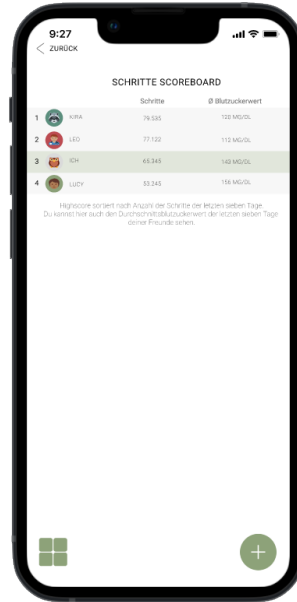 9:27
ZURÜCK
SCHRITTE SCOREBOARD
Schritte Ø Blutzuckerwert
1 KIRA 79.535 120 MG/DL
2 LEO 77.122 112 MG/DL
3 ICH 65.345 143 MG/DL
4 LUCY 53.245 156 MG/DL
Highscore sortiert nach Anzahl der Schritte der letzten sieben Tage.
Du kannst hier auch den Durchschnittsblutzuckerwert der letzten sieben Tage
deiner Freunde sehen.